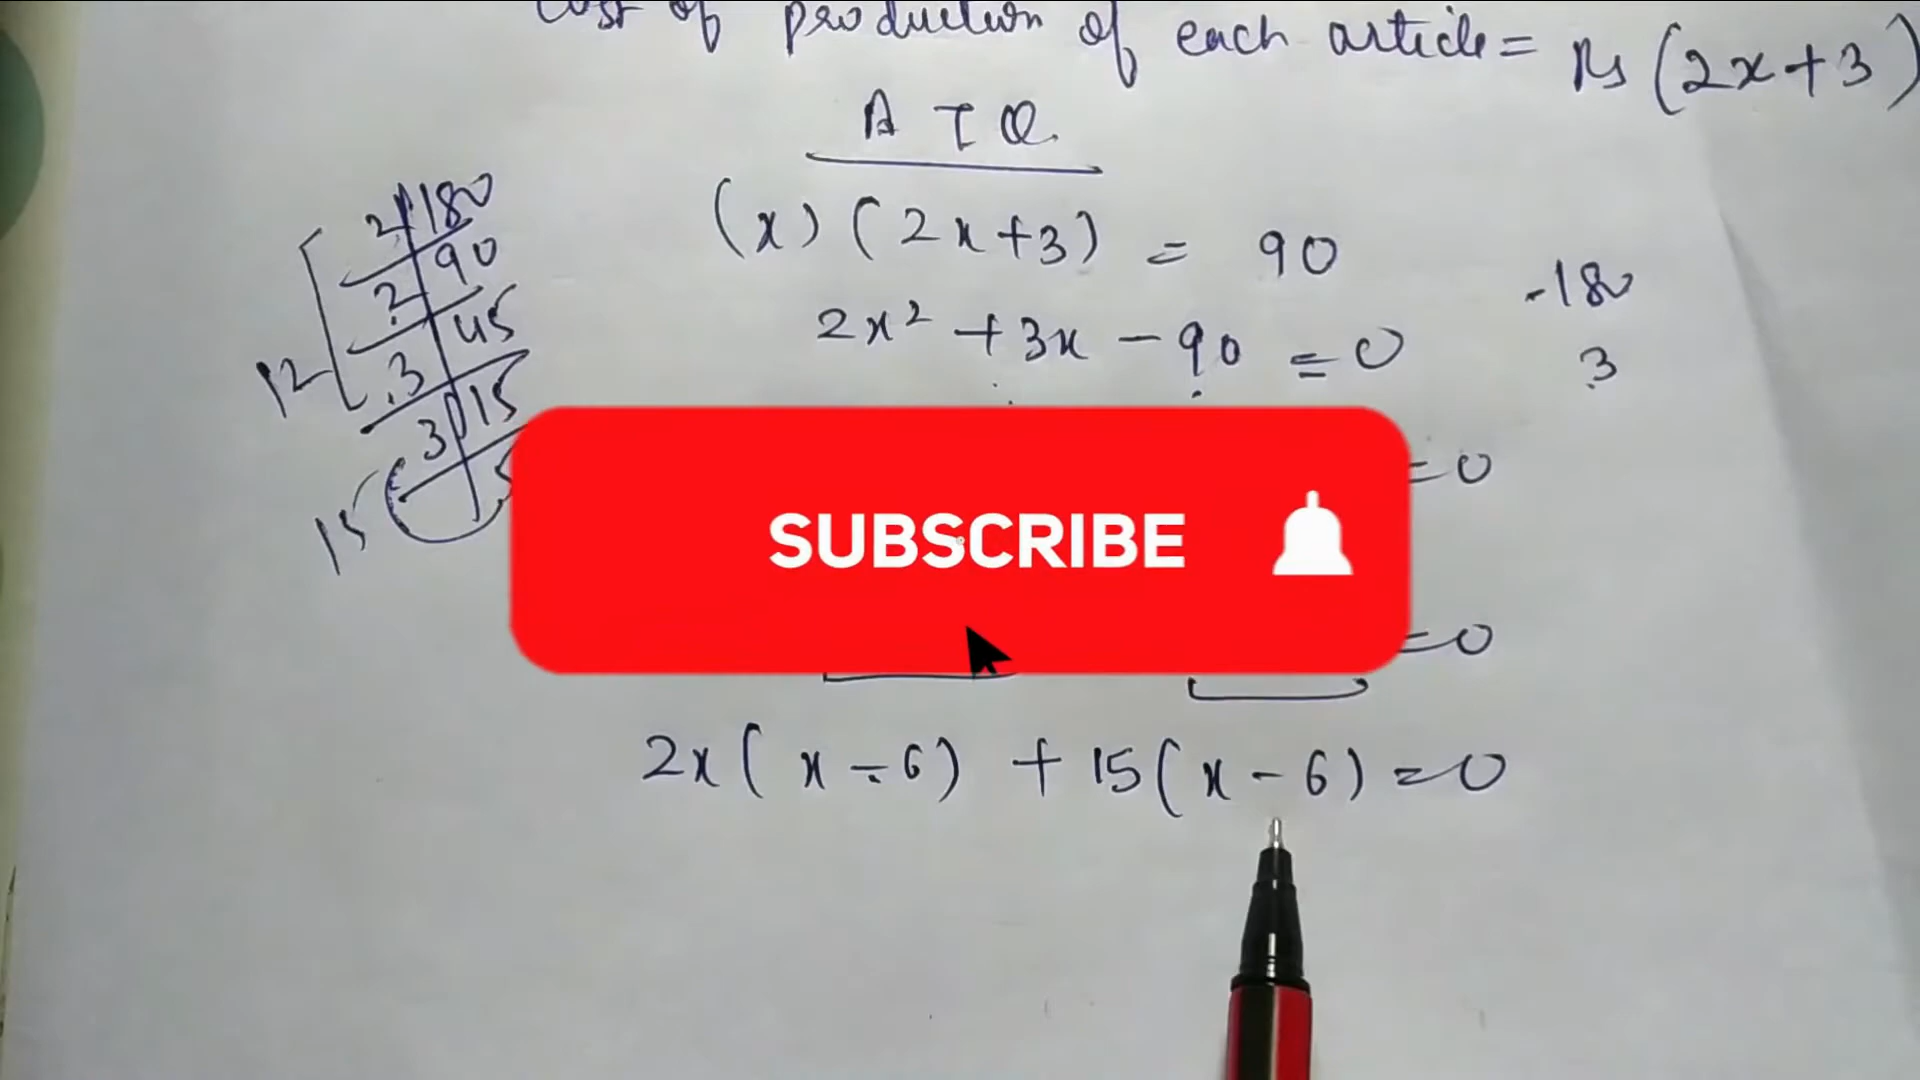 Cost of production of each article = Rs (2x+3)
A T Q
(x) (2x+3) = 90
2x² + 3x - 90 = 0
-180
3
2 180
2 90
3 45
3 15
5
12
15
=0
=0
SUBSCRIBE
2x(x-6) + 15(x-6)=0